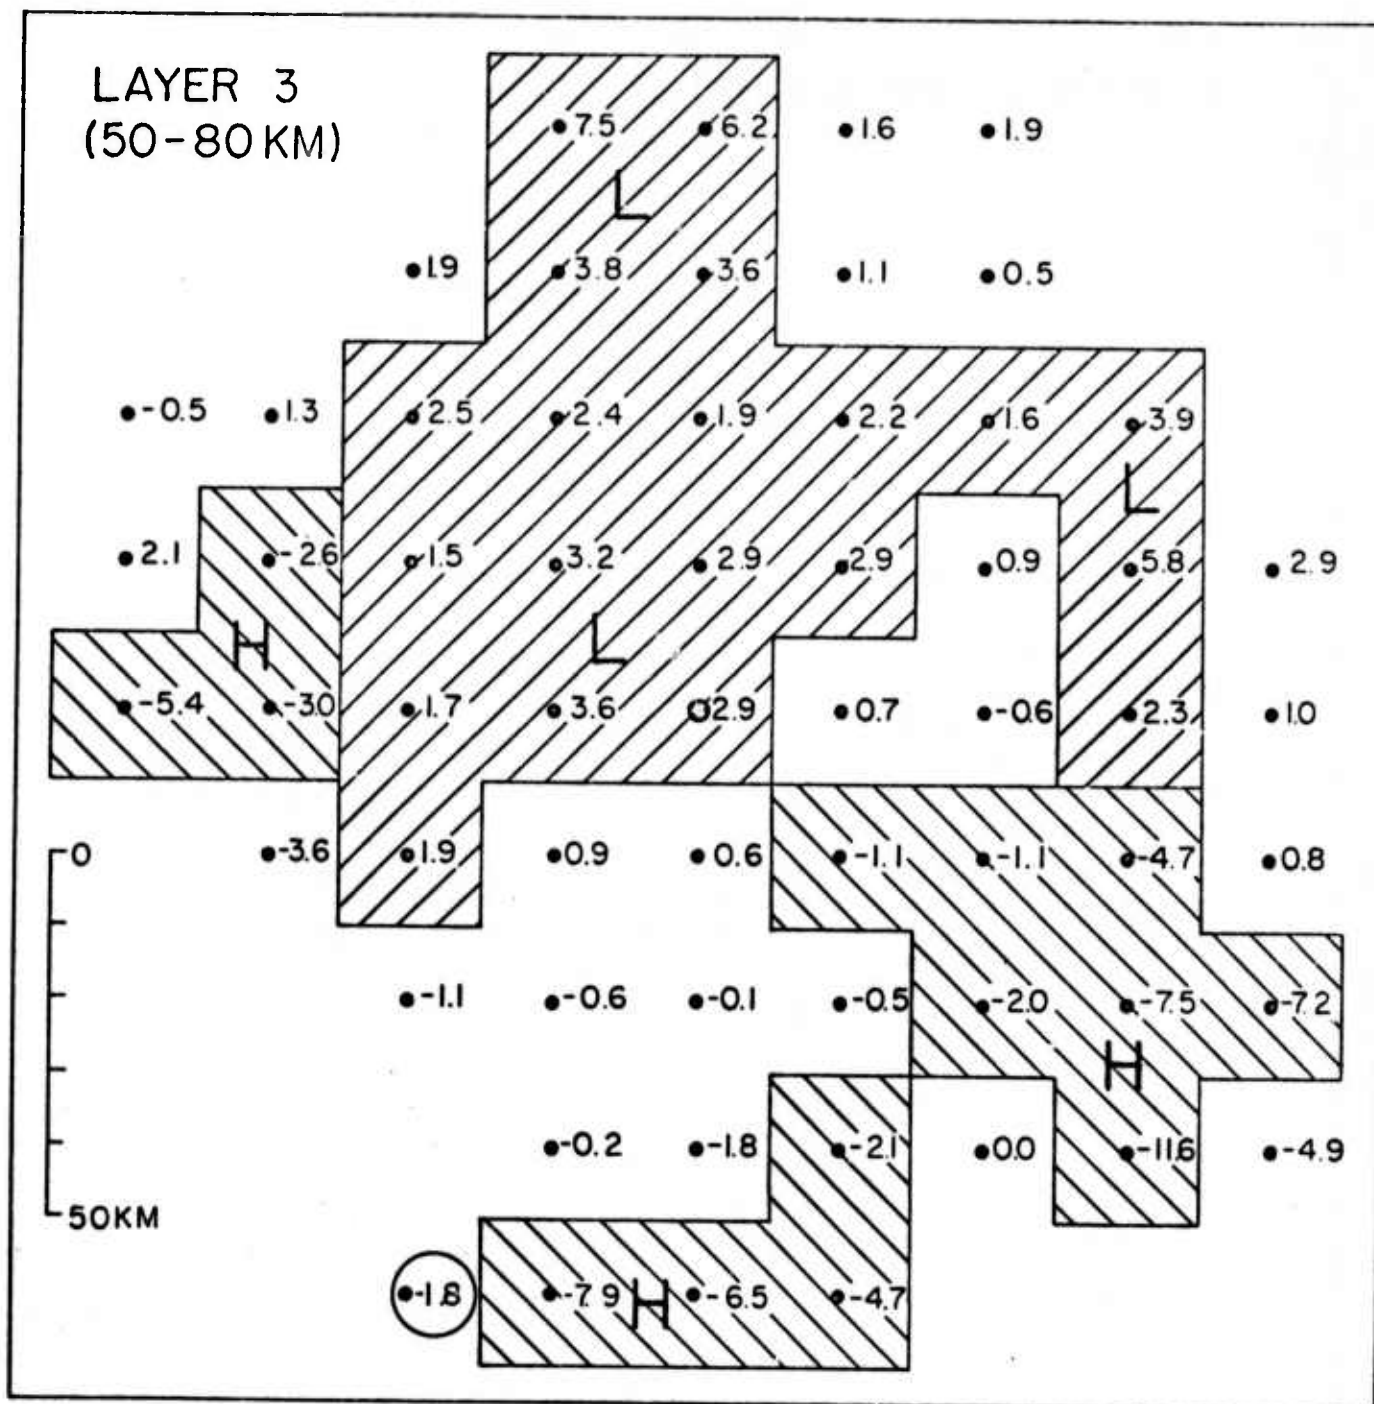 LAYER 3
(50-80KM)
7.5 6.2 1.6 1.9
L
1.9 3.8 3.6 1.1 0.5
-0.5 1.3 2.5 2.4 1.9 2.2 1.6 3.9
L
2.1 -2.6 1.5 3.2 2.9 2.9 0.9 5.8 2.9
H L
-5.4 -3.0 1.7 3.6 2.9 0.7 -0.6 2.3 1.0
0 -3.6 1.9 0.9 0.6 -1.1 -1.1 -4.7 0.8
-1.1 -0.6 -0.1 -0.5 -2.0 -7.5 -7.2
H
-0.2 -1.8 -2.1 0.0 -11.6 -4.9
50KM
-1.8 -7.9 H -6.5 -4.7